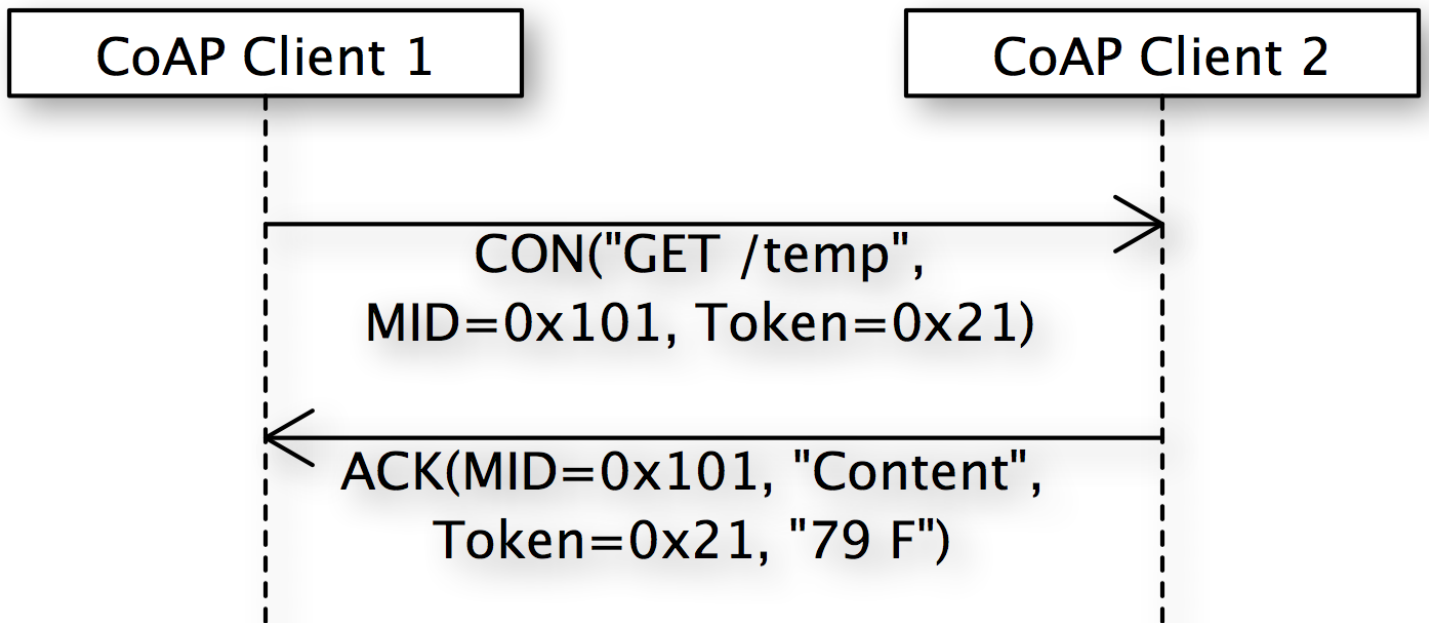 CoAP Client 1
CoAP Client 2
CON("GET /temp",
MID=0x101, Token=0x21)
ACK(MID=0x101, "Content",
Token=0x21, "79 F")